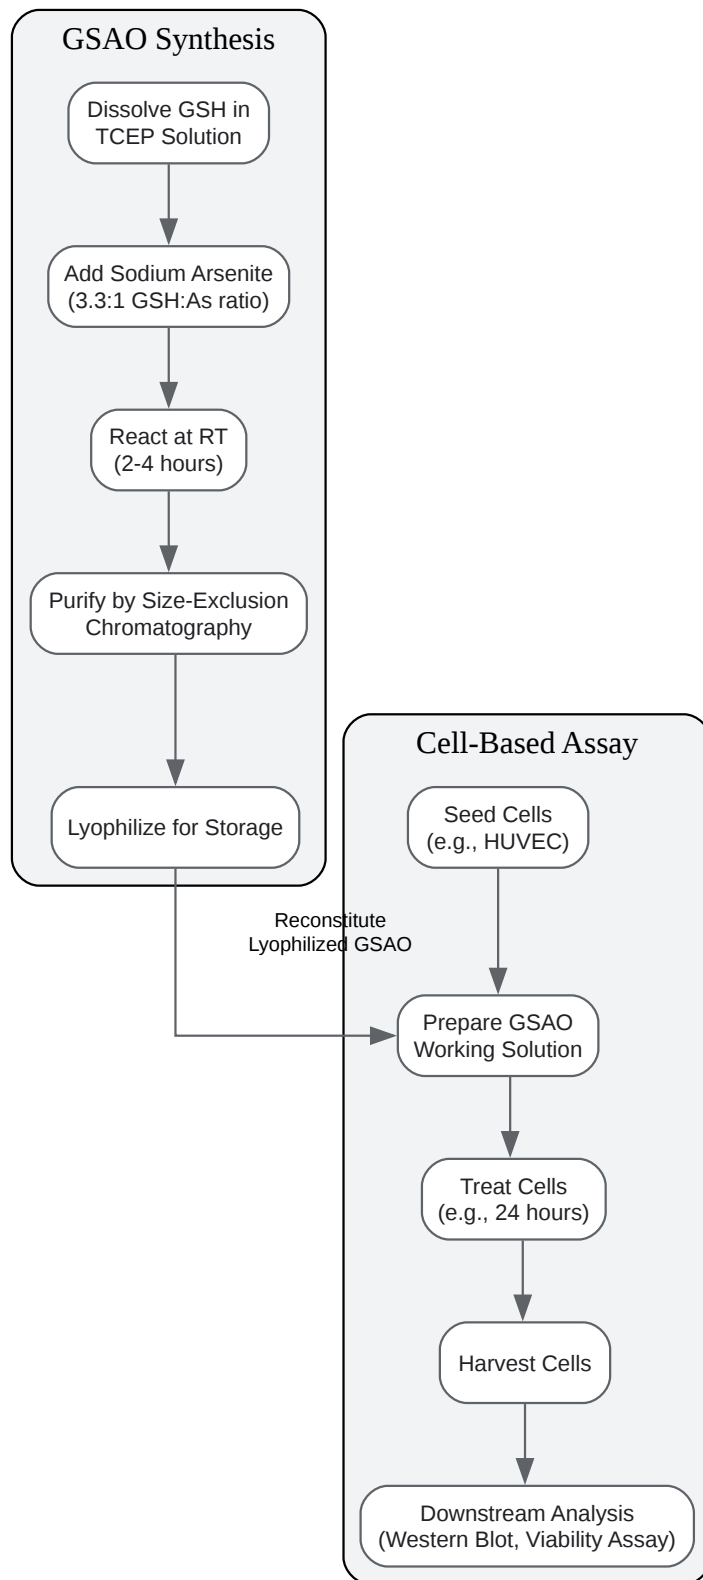 GSAO Synthesis
Dissolve GSH in
TCEP Solution
Add Sodium Arsenite
(3.3:1 GSH:As ratio)
React at RT
(2-4 hours)
Purify by Size-Exclusion
Chromatography
Lyophilize for Storage
Reconstitute
Lyophilized GSAO
Cell-Based Assay
Seed Cells
(e.g., HUVEC)
Prepare GSAO
Working Solution
Treat Cells
(e.g., 24 hours)
Harvest Cells
Downstream Analysis
(Western Blot, Viability Assay)